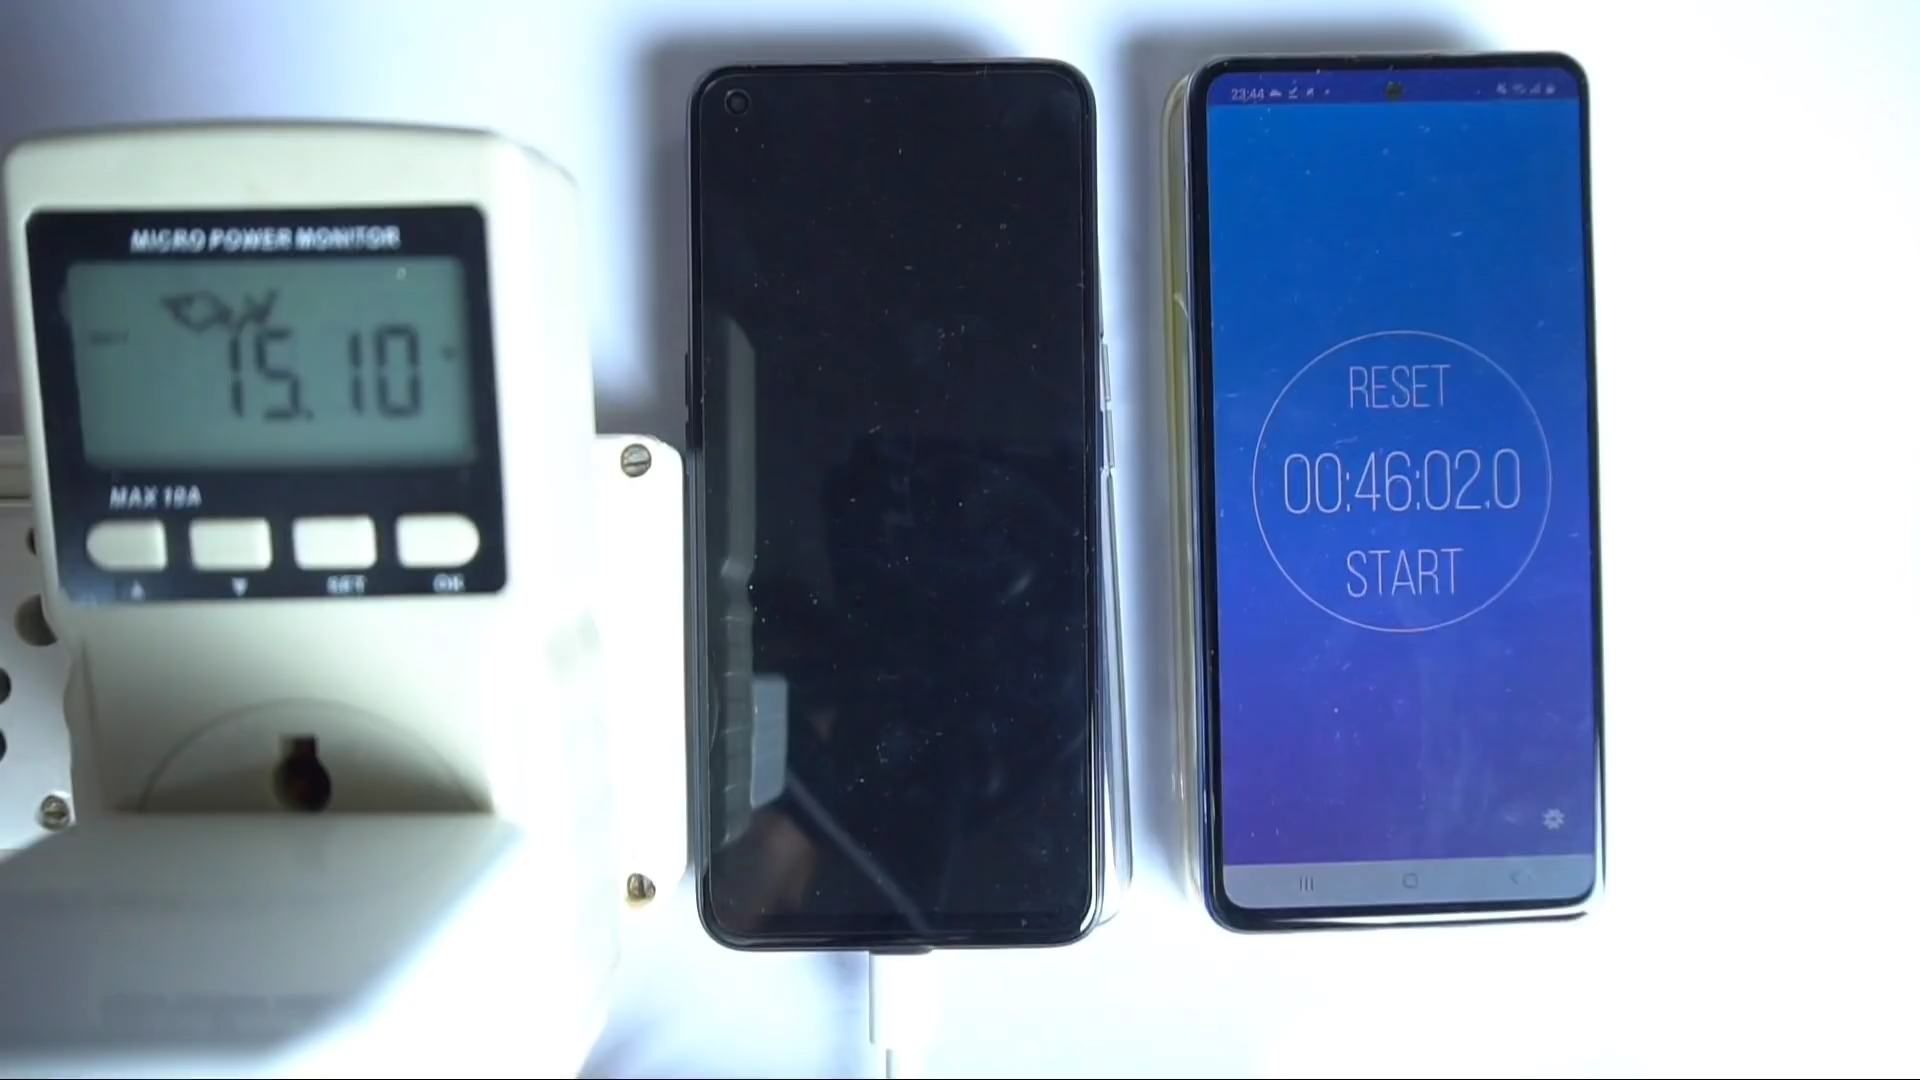 MICRO POWER MONITOR
15.10
MAX 10A
SET
OK
23:44
RESET
00:46:02.0
START